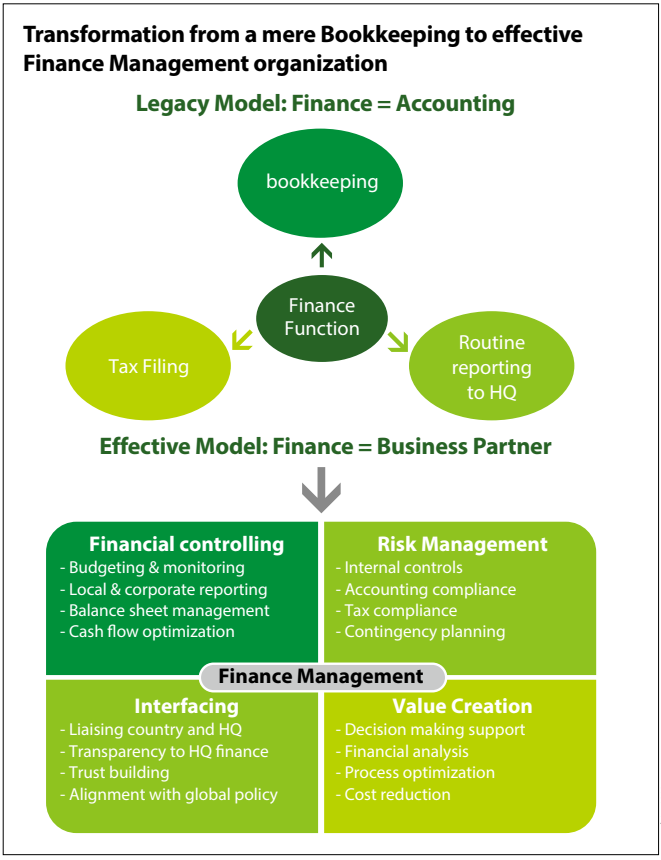 Transformation from a mere Bookkeeping to effective
Finance Management organization
Legacy Model: Finance = Accounting
bookkeeping
Finance
Function
Tax Filing
Routine
reporting
to HQ
Effective Model: Finance = Business Partner
Financial controlling
- Budgeting & monitoring
- Local & corporate reporting
- Balance sheet management
- Cash flow optimization
Risk Management
- Internal controls
- Accounting compliance
- Tax compliance
- Contingency planning
Finance Management
Interfacing
- Liaising country and HQ
- Transparency to HQ finance
- Trust building
- Alignment with global policy
Value Creation
- Decision making support
- Financial analysis
- Process optimization
- Cost reduction